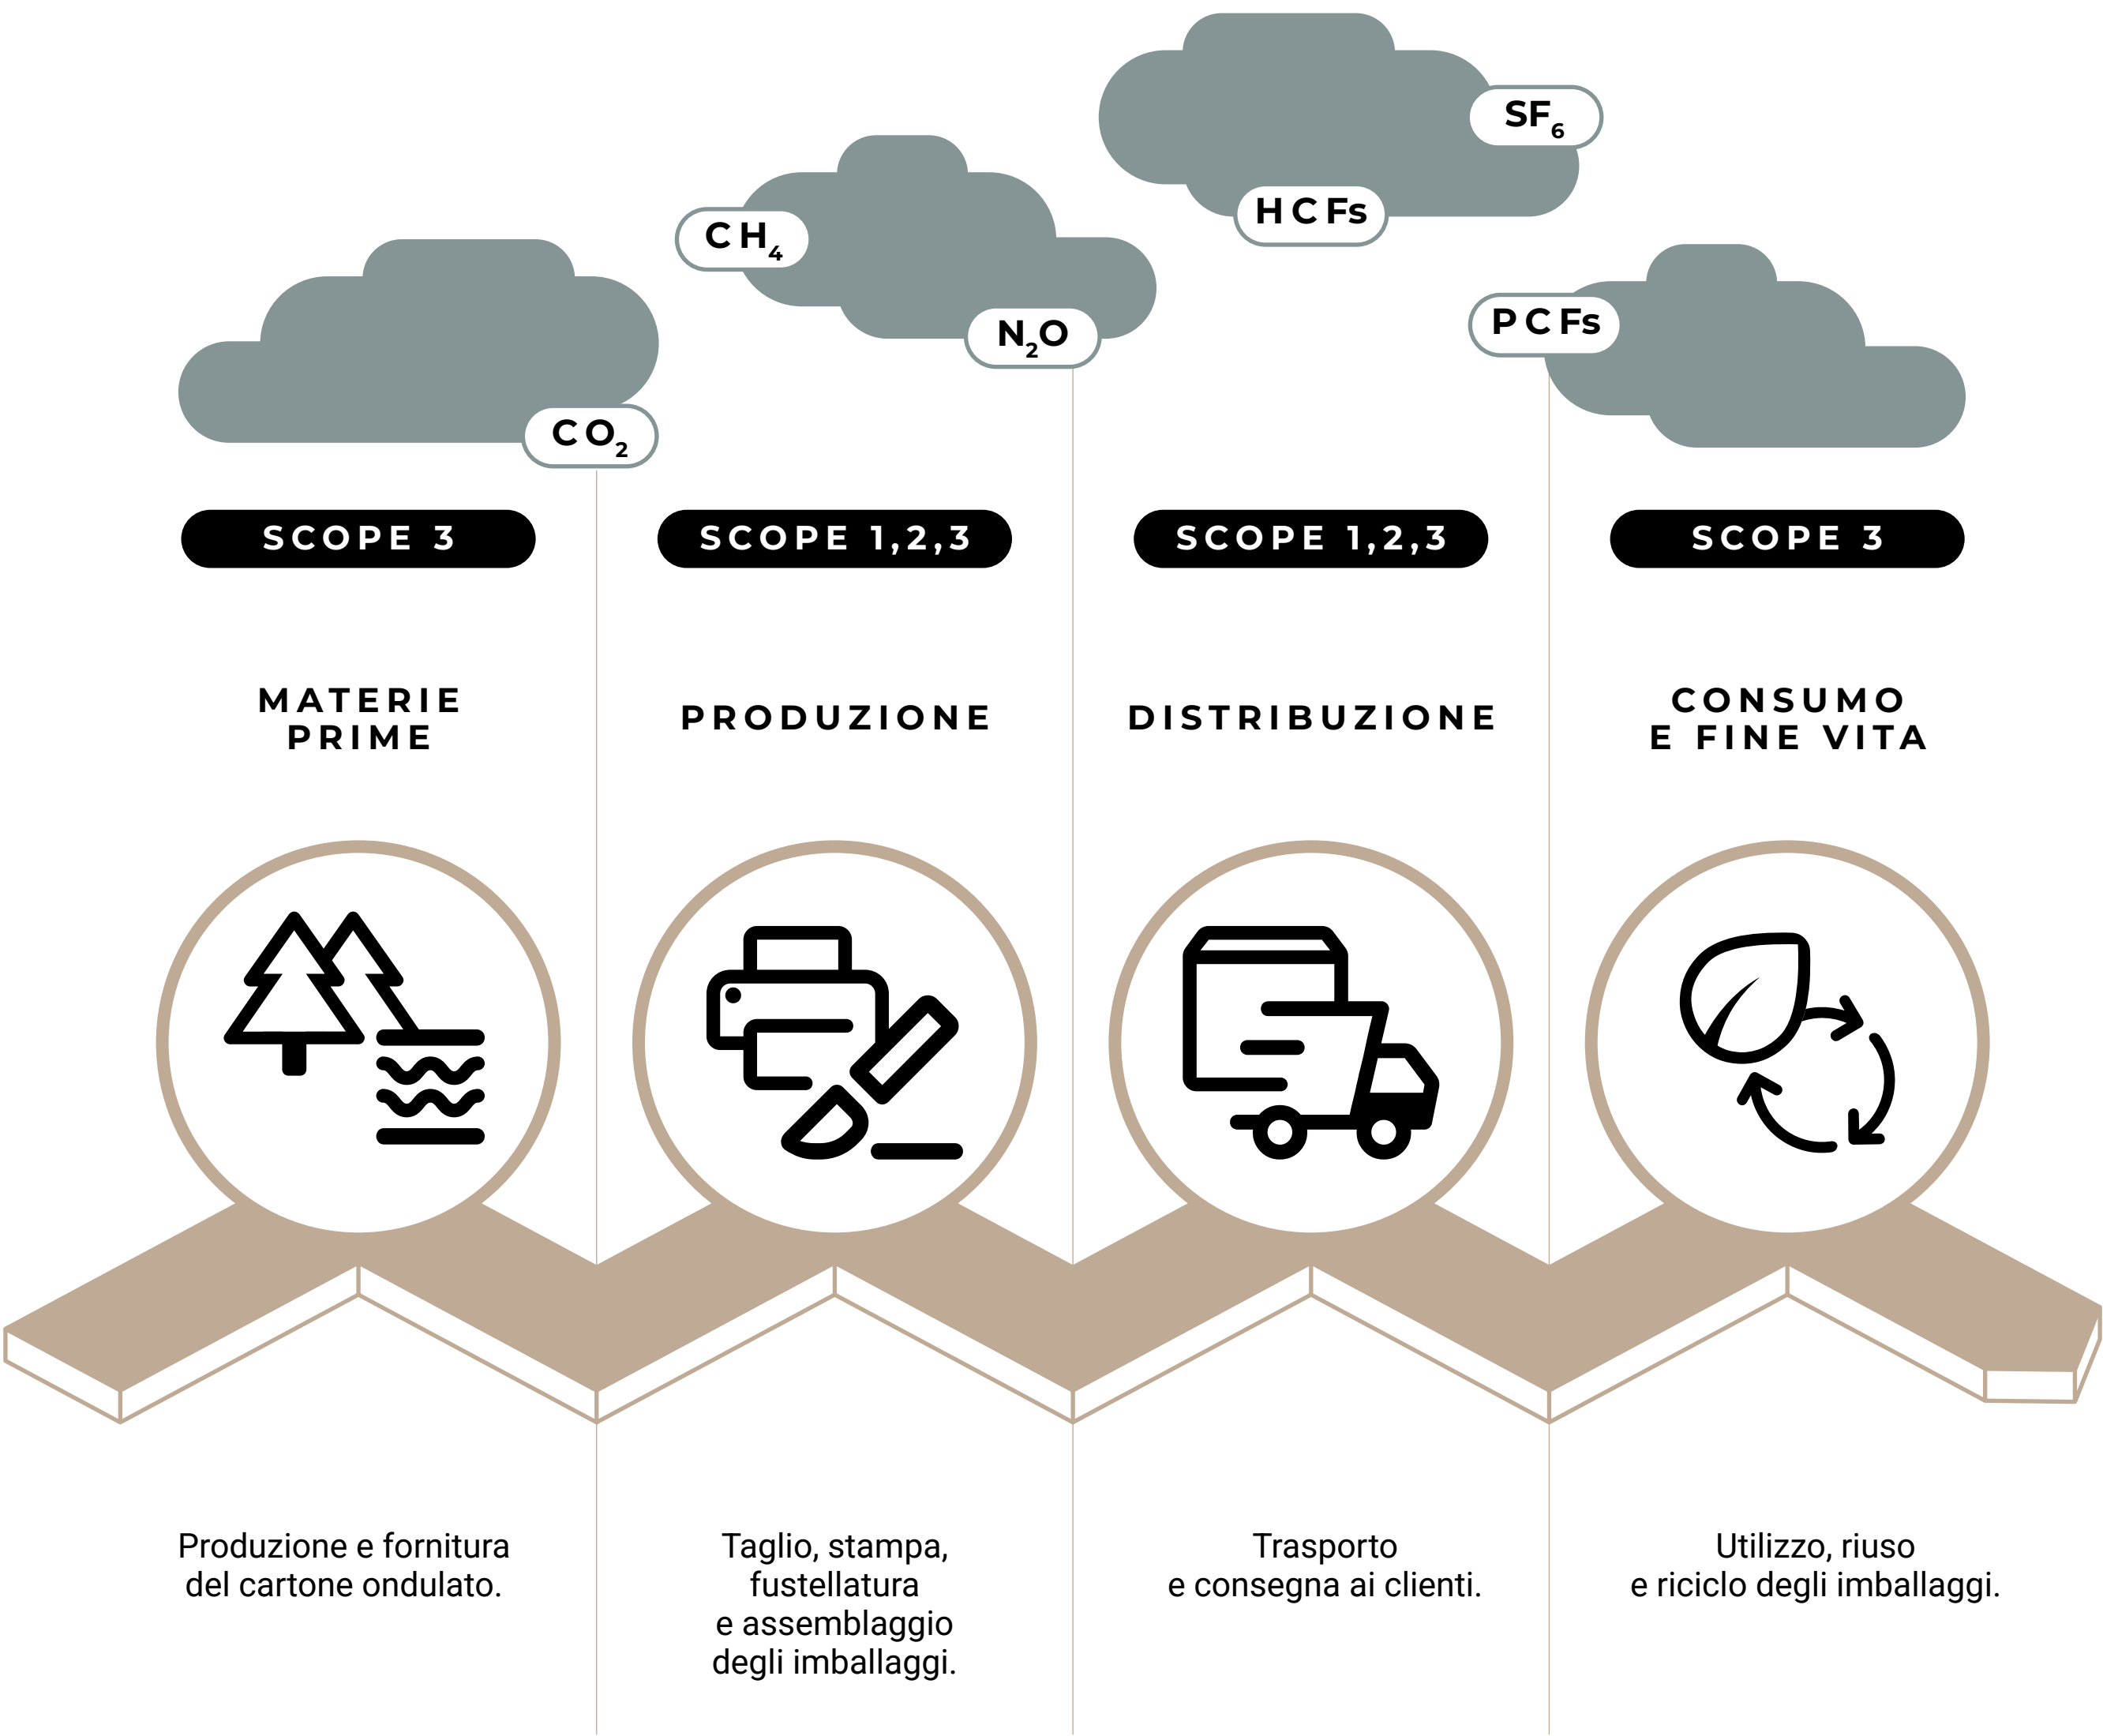 SF6
HCFs
CH4
N2O
PCFs
CO2
SCOPE 3
SCOPE 1,2,3
SCOPE 1,2,3
SCOPE 3
MATERIE
PRIME
PRODUZIONE
DISTRIBUZIONE
CONSUMO
E FINE VITA
Produzione e fornitura
del cartone ondulato.
Taglio, stampa,
fustellatura
e assemblaggio
degli imballaggi.
Trasporto
e consegna ai clienti.
Utilizzo, riuso
e riciclo degli imballaggi.